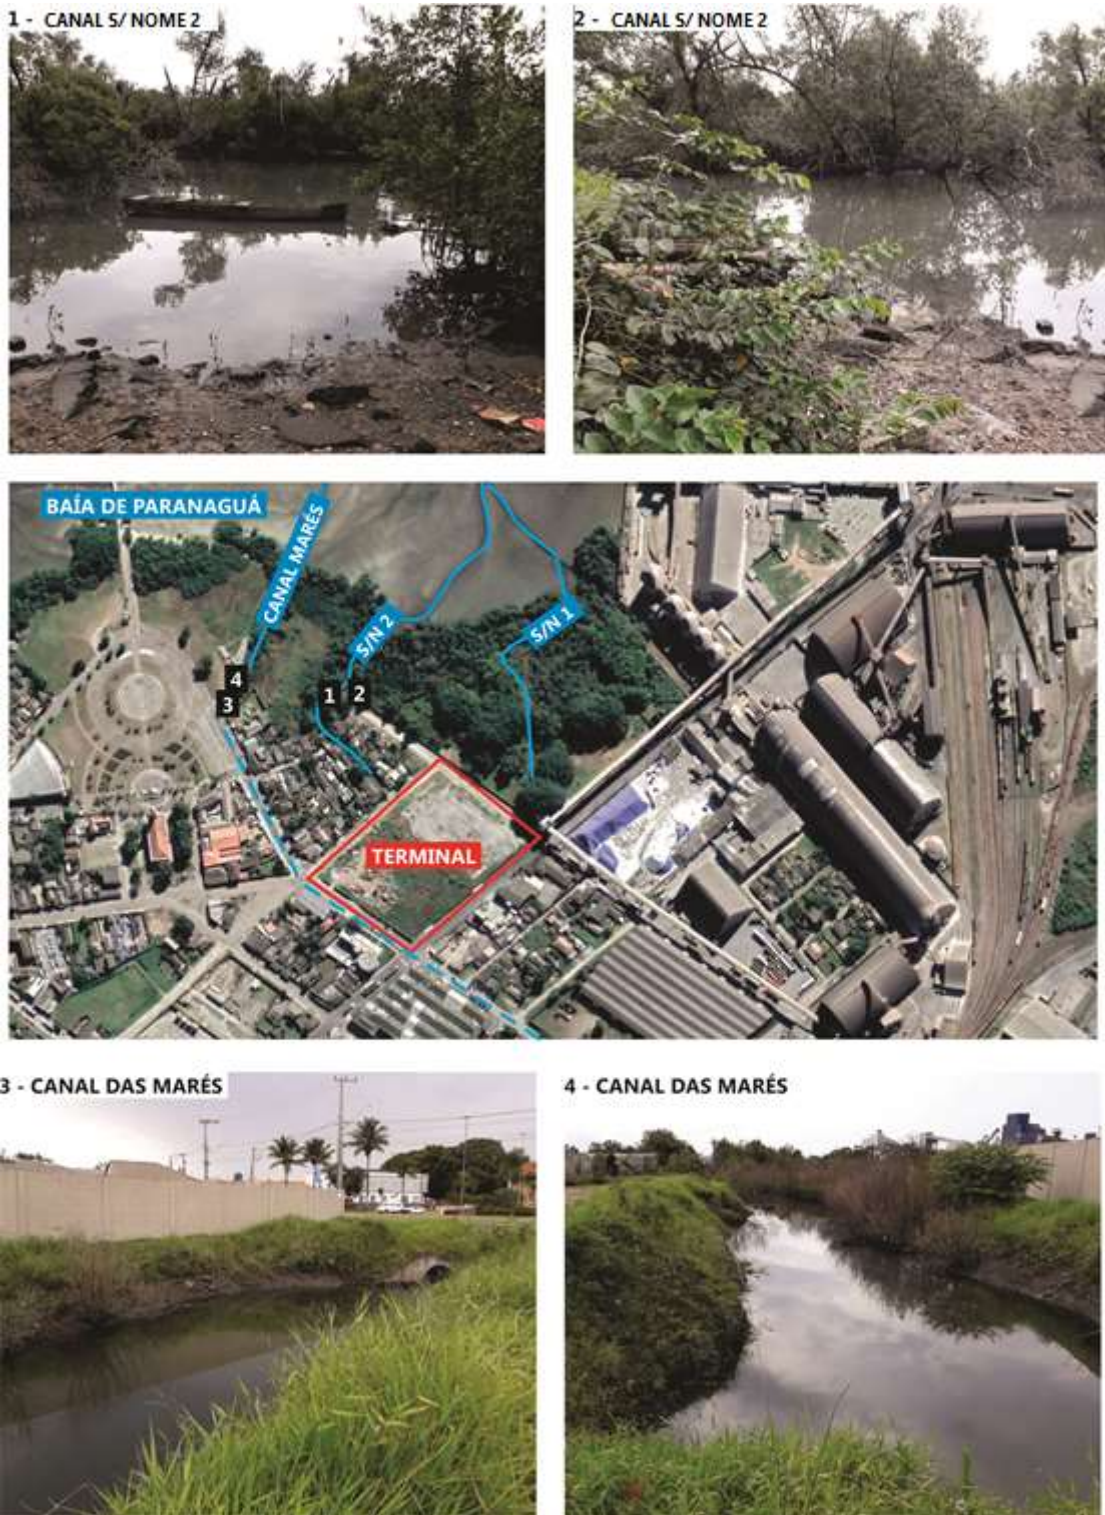 1 - CANAL S/ NOME 2
2 - CANAL S/ NOME 2
BAÍA DE PARANAGUÁ
CANAL MARÉS
S/N 2
S/N 1
4
3
1
2
TERMINAL
3 - CANAL DAS MARÉS
4 - CANAL DAS MARÉS